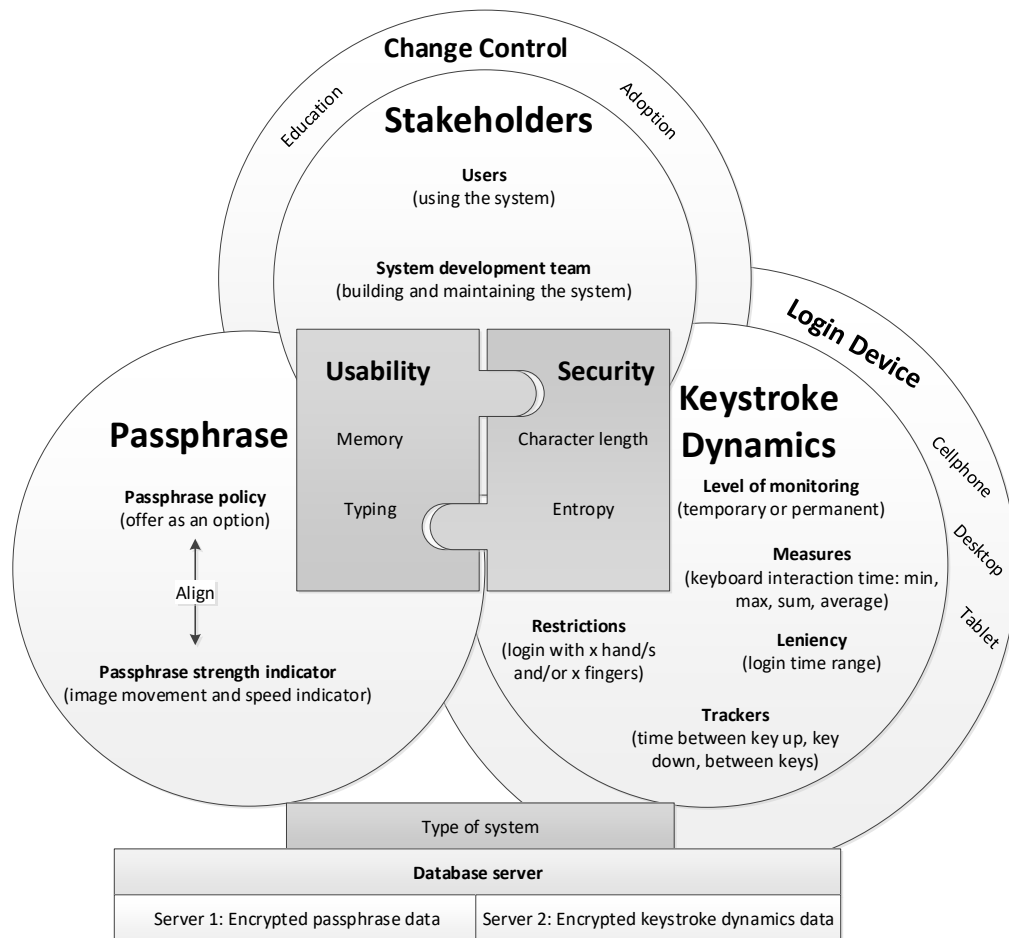 Change Control
Education
Adoption
Stakeholders
Users
(using the system)
System development team
(building and maintaining the system)
Login Device
Cellphone
Desktop
Tablet
Usability
Memory
Typing
Security
Character length
Entropy
Passphrase
Passphrase policy
(offer as an option)
Align
Passphrase strength indicator
(image movement and speed indicator)
Keystroke
Dynamics
Level of monitoring
(temporary or permanent)
Measures
(keyboard interaction time: min,
max, sum, average)
Restrictions
(login with x hand/s
and/or x fingers)
Leniency
(login time range)
Trackers
(time between key up, key
down, between keys)
Type of system
Database server
Server 1: Encrypted passphrase data
Server 2: Encrypted keystroke dynamics data